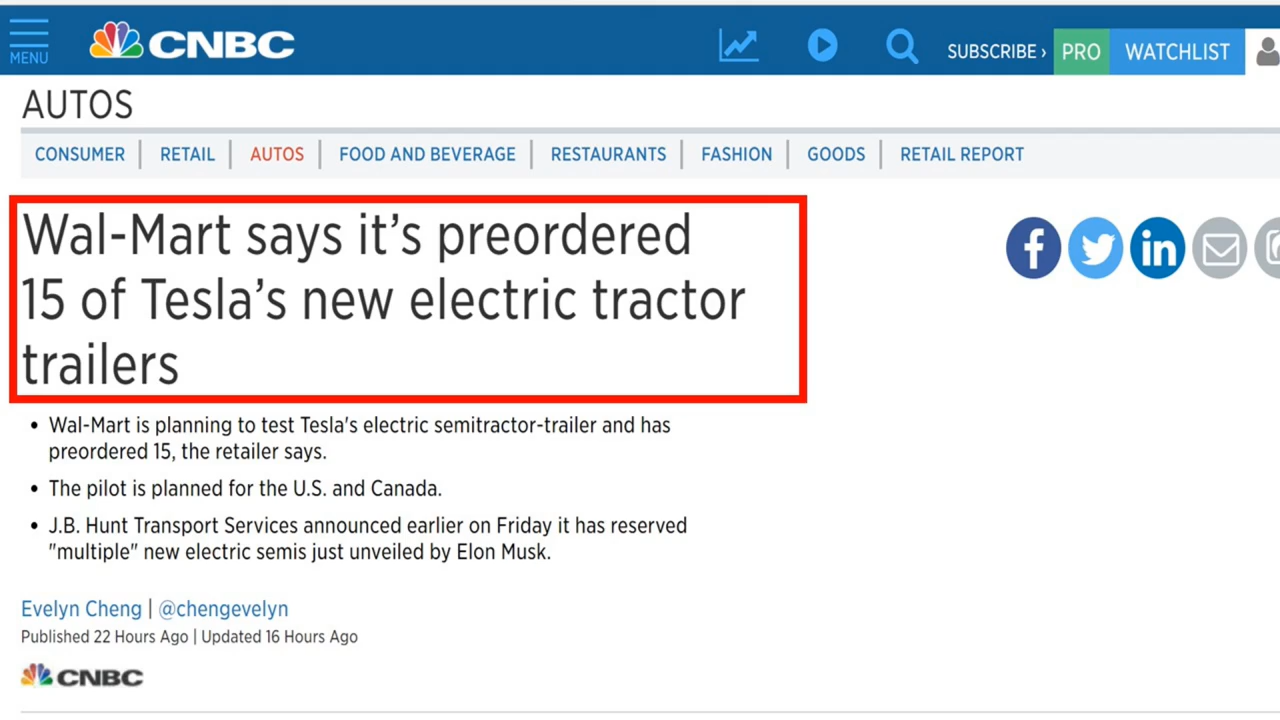 MENU
CNBC
SUBSCRIBE ›
PRO
WATCHLIST
AUTOS
CONSUMER | RETAIL | AUTOS | FOOD AND BEVERAGE | RESTAURANTS | FASHION | GOODS | RETAIL REPORT
Wal-Mart says it’s preordered
15 of Tesla’s new electric tractor
trailers
f
in
• Wal-Mart is planning to test Tesla's electric semitractor-trailer and has
preordered 15, the retailer says.
• The pilot is planned for the U.S. and Canada.
• J.B. Hunt Transport Services announced earlier on Friday it has reserved
"multiple" new electric semis just unveiled by Elon Musk.
Evelyn Cheng | @chengevelyn
Published 22 Hours Ago | Updated 16 Hours Ago
CNBC